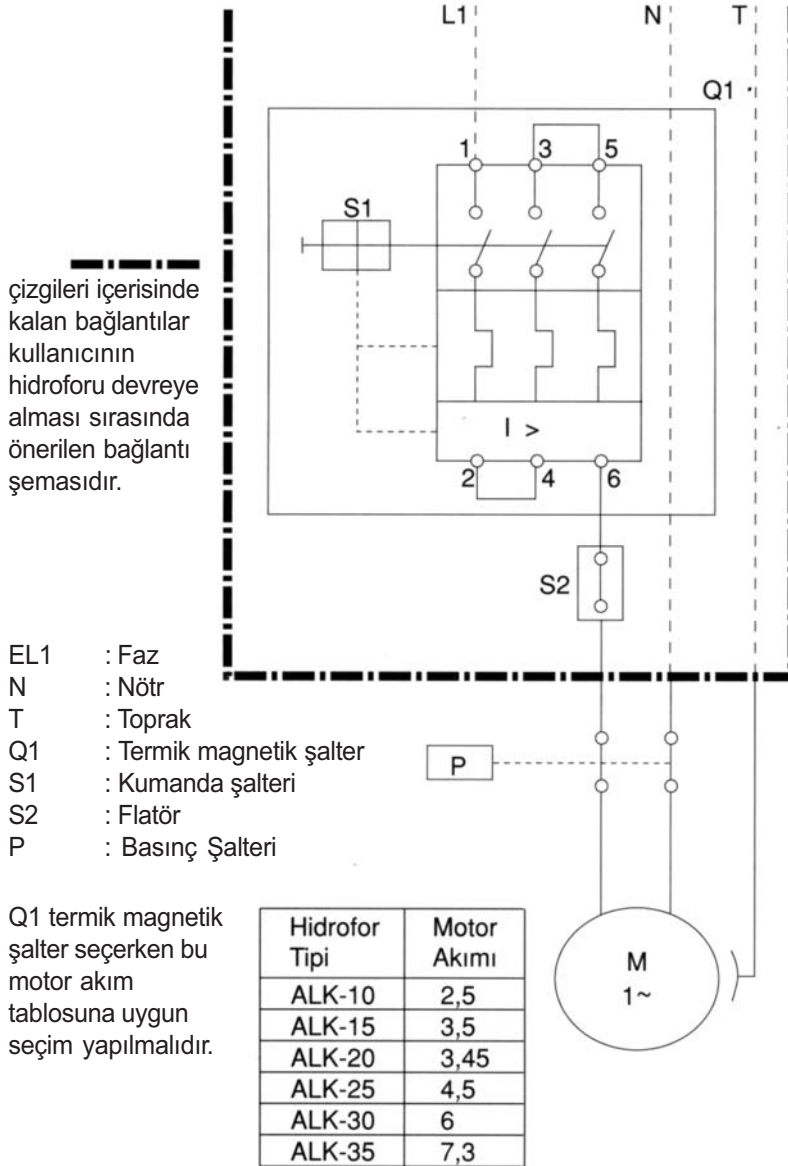 L1 N T
Q1
1 3 5
S1
çizgileri içerisinde
kalan bağlantılar
kullanıcının
hidroforu devreye
alması sırasında
önerilen bağlantı
şemasıdır.
I >
2 4 6
S2
EL1 : Faz
N : Nötr
T : Toprak
Q1 : Termik magnetik şalter
S1 : Kumanda şalteri
S2 : Flatör
P : Basınç Şalteri
P
Q1 termik magnetik
şalter seçerken bu
motor akım
tablosuna uygun
seçim yapılmalıdır.
Hidrofor Motor
Tipi Akımı
ALK-10 2,5
ALK-15 3,5
ALK-20 3,45
ALK-25 4,5
ALK-30 6
ALK-35 7,3
M
1~